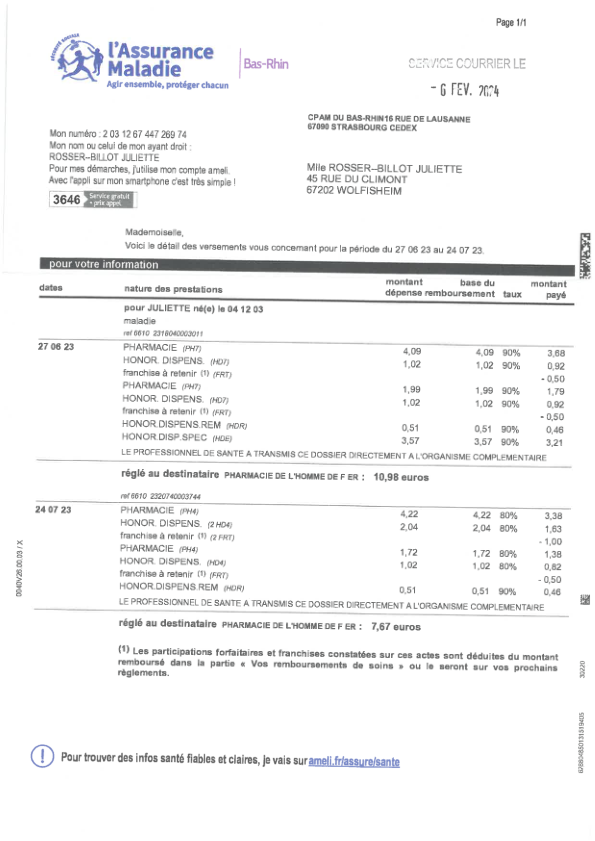 Page 1/1
SÉCURITÉ SOCIALE
l'Assurance
Maladie
Agir ensemble, protéger chacun
Bas-Rhin
SERVICE COURRIER LE
- 6 FEV. 2024
CPAM DU BAS-RHIN16 RUE DE LAUSANNE
67090 STRASBOURG CEDEX
Mon numéro : 2 03 12 67 447 269 74
Mon nom ou celui de mon ayant droit :
ROSSER--BILLOT JULIETTE
Pour mes démarches, j'utilise mon compte ameli.
Avec l'appli sur mon smartphone c'est très simple !
3646 Service gratuit + prix appel
Mlle ROSSER--BILLOT JULIETTE
45 RUE DU CLIMONT
67202 WOLFISHEIM
Mademoiselle,
Voici le détail des versements vous concernant pour la période du 27 06 23 au 24 07 23.
pour votre information
dates nature des prestations montant dépense base du remboursement taux montant payé
pour JULIETTE né(e) le 04 12 03
maladie
ref 6610 2318040003011
27 06 23 PHARMACIE (PH7) 4,09 4,09 90% 3,68
HONOR. DISPENS. (HD7) 1,02 1,02 90% 0,92
franchise à retenir (1) (FRT) - 0,50
PHARMACIE (PH7) 1,99 1,99 90% 1,79
HONOR. DISPENS. (HD7) 1,02 1,02 90% 0,92
franchise à retenir (1) (FRT) - 0,50
HONOR.DISPENS.REM (HDR) 0,51 0,51 90% 0,46
HONOR.DISP.SPEC (HDE) 3,57 3,57 90% 3,21
LE PROFESSIONNEL DE SANTE A TRANSMIS CE DOSSIER DIRECTEMENT A L'ORGANISME COMPLEMENTAIRE
réglé au destinataire PHARMACIE DE L'HOMME DE F ER : 10,98 euros
ref 6610 2320740003744
24 07 23 PHARMACIE (PH4) 4,22 4,22 80% 3,38
HONOR. DISPENS. (2 HD4) 2,04 2,04 80% 1,63
franchise à retenir (1) (2 FRT) - 1,00
PHARMACIE (PH4) 1,72 1,72 80% 1,38
HONOR. DISPENS. (HD4) 1,02 1,02 80% 0,82
franchise à retenir (1) (FRT) - 0,50
HONOR.DISPENS.REM (HDR) 0,51 0,51 90% 0,46
LE PROFESSIONNEL DE SANTE A TRANSMIS CE DOSSIER DIRECTEMENT A L'ORGANISME COMPLEMENTAIRE
réglé au destinataire PHARMACIE DE L'HOMME DE F ER : 7,67 euros
(1) Les participations forfaitaires et franchises constatées sur ces actes sont déduites du montant
remboursé dans la partie « Vos remboursements de soins » ou le seront sur vos prochains
règlements.
Pour trouver des infos santé fiables et claires, je vais sur ameli.fr/assure/sante